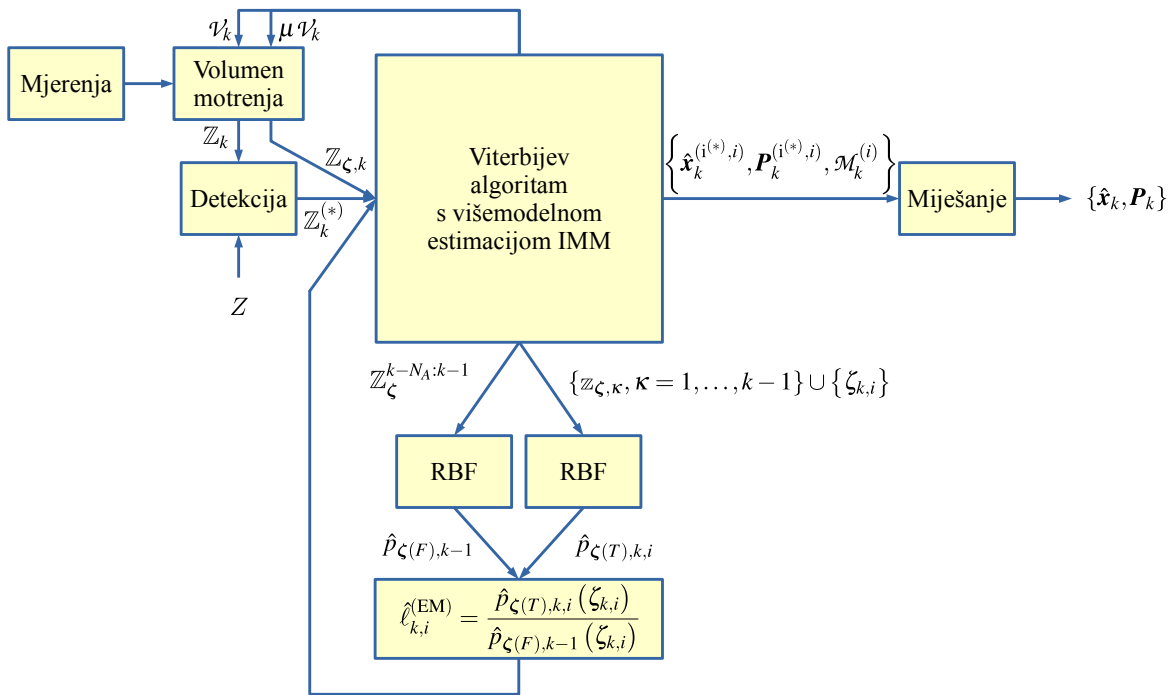 𝒱_k
μ 𝒱_k
Mjerenja
Volumen
motrenja
ℤ_k
ℤ_{ζ,k}
Detekcija
ℤ_k^{(*)}
Z
Viterbijev
algoritam
s višemodelnom
estimacijom IMM
{x̂_k^{(i^{(*)},i)}, P_k^{(i^{(*)},i)}, ℳ_k^{(i)}}
Miješanje
{x̂_k, P_k}
ℤ_ζ^{k−N_A:k−1}
{𝕫_{ζ,κ}, κ = 1, …, k−1} ∪ {ζ_{k,i}}
RBF
RBF
p̂_{ζ(F),k−1}
p̂_{ζ(T),k,i}
ℓ̂_{k,i}^{(EM)} = p̂_{ζ(T),k,i}(ζ_{k,i}) / p̂_{ζ(F),k−1}(ζ_{k,i})